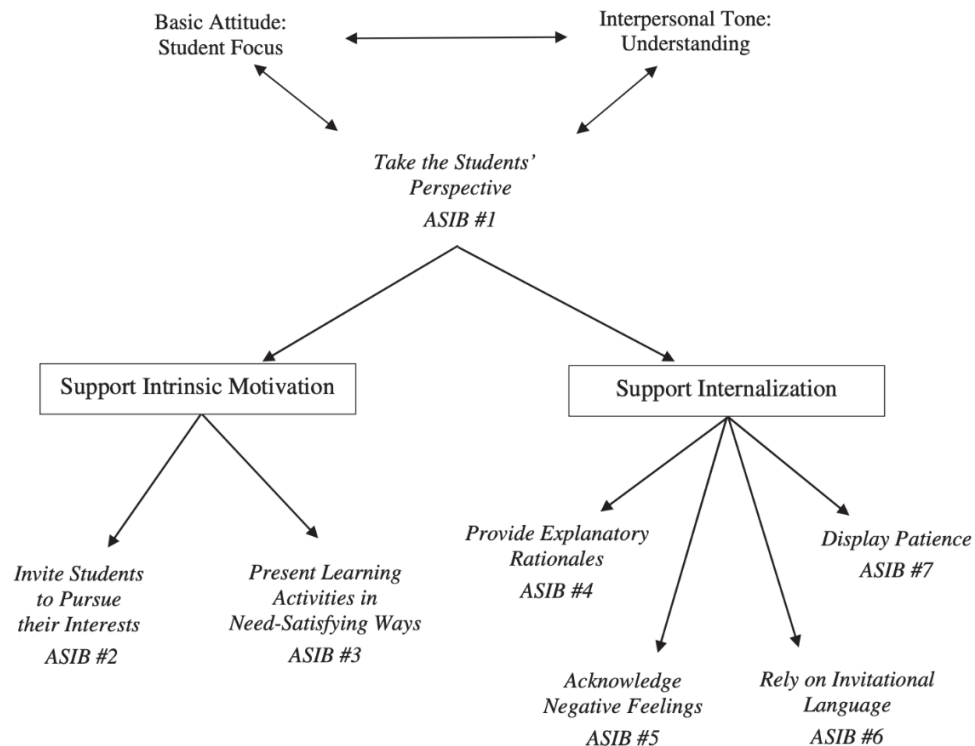 Basic Attitude:
Student Focus
Interpersonal Tone:
Understanding
Take the Students'
Perspective
ASIB #1
Support Intrinsic Motivation
Support Internalization
Invite Students
to Pursue
their Interests
ASIB #2
Present Learning
Activities in
Need-Satisfying Ways
ASIB #3
Provide Explanatory
Rationales
ASIB #4
Acknowledge
Negative Feelings
ASIB #5
Rely on Invitational
Language
ASIB #6
Display Patience
ASIB #7